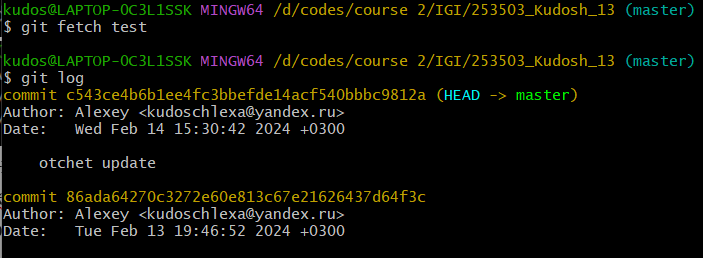 kudos@LAPTOP-OC3L1SSK MINGW64 /d/codes/course 2/IGI/253503_Kudosh_13 (master)
$ git fetch test
kudos@LAPTOP-OC3L1SSK MINGW64 /d/codes/course 2/IGI/253503_Kudosh_13 (master)
$ git log
commit c543ce4b6b1ee4fc3bbefde14acf540bbbc9812a (HEAD -> master)
Author: Alexey <kudoschlexa@yandex.ru>
Date:   Wed Feb 14 15:30:42 2024 +0300
    otchet update
commit 86ada64270c3272e60e813c67e21626437d64f3c
Author: Alexey <kudoschlexa@yandex.ru>
Date:   Tue Feb 13 19:46:52 2024 +0300